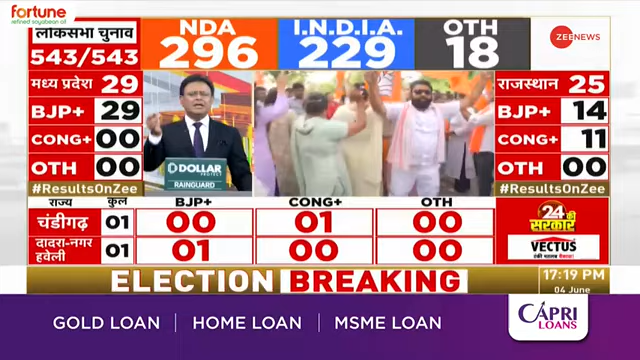 fortune
refined soyabean oil
लोकसभा चुनाव
543/543
NDA
296
I.N.D.I.A.
229
OTH
18
ZEE NEWS
मध्य प्रदेश 29
BJP+ 29
CONG+ 00
OTH 00
#ResultsOnZee
DOLLAR
PROTECT
RAINGUARD
राजस्थान 25
BJP+ 14
CONG+ 11
OTH 00
#ResultsOnZee
राज्य कुल BJP+ CONG+ OTH
चंडीगढ़ 01 00 01 00
दादरा-नगर हवेली 01 01 00 00
24 की
सरकार
VECTUS
ELECTION BREAKING
17:19 PM
04 June
GOLD LOAN | HOME LOAN | MSME LOAN
CAPRI
LOANS